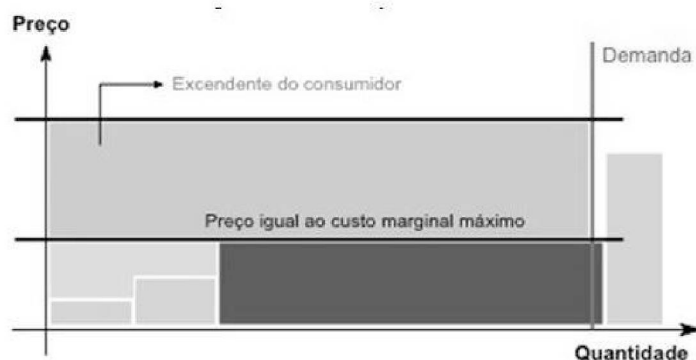 Preço
Demanda
Excendente do consumidor
Preço igual ao custo marginal máximo
Quantidade